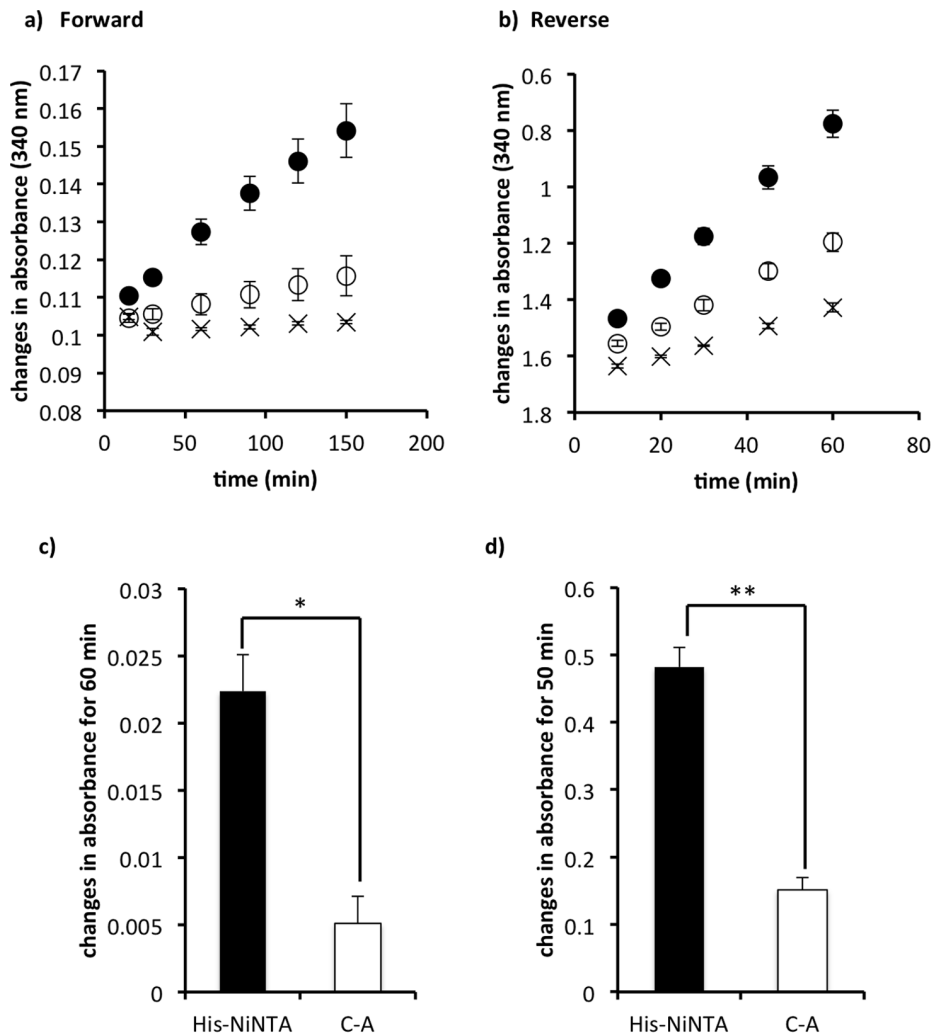 a) Forward
changes in absorbance (340 nm)
0.17
0.16
0.15
0.14
0.13
0.12
0.11
0.1
0.09
0.08
0 50 100 150 200
time (min)
b) Reverse
changes in absorbance (340 nm)
0.6
0.8
1
1.2
1.4
1.6
1.8
0 20 40 60 80
time (min)
c)
changes in absorbance for 60 min
0.03
0.025
0.02
0.015
0.01
0.005
0
*
His-NiNTA C-A
d)
changes in absorbance for 50 min
0.6
0.5
0.4
0.3
0.2
0.1
0
**
His-NiNTA C-A